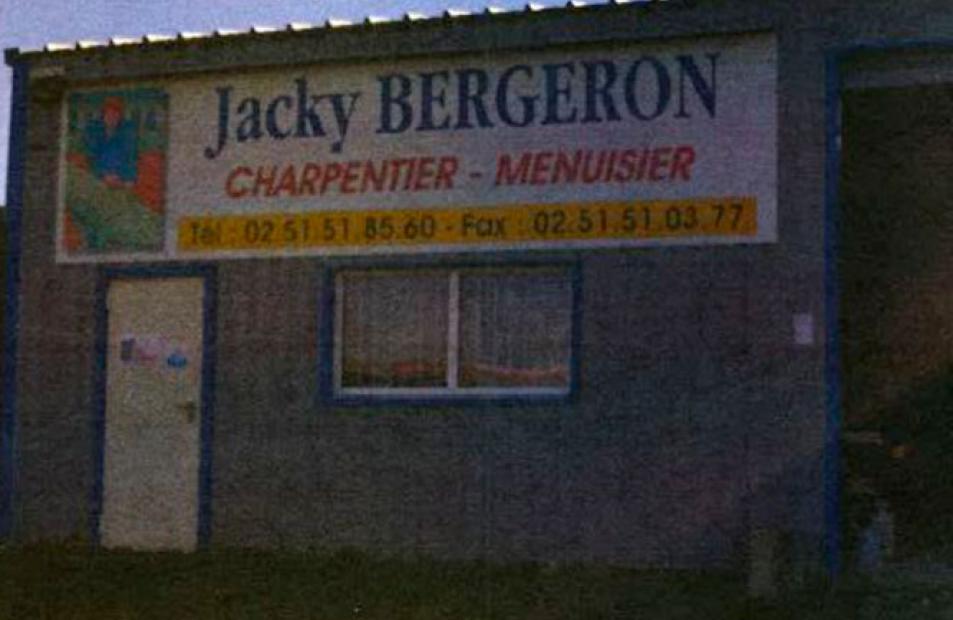 Jacky BERGERON
CHARPENTIER - MENUISIER
Tél : 02.51.51.85.60 - Fax : 02.51.51.03.77.